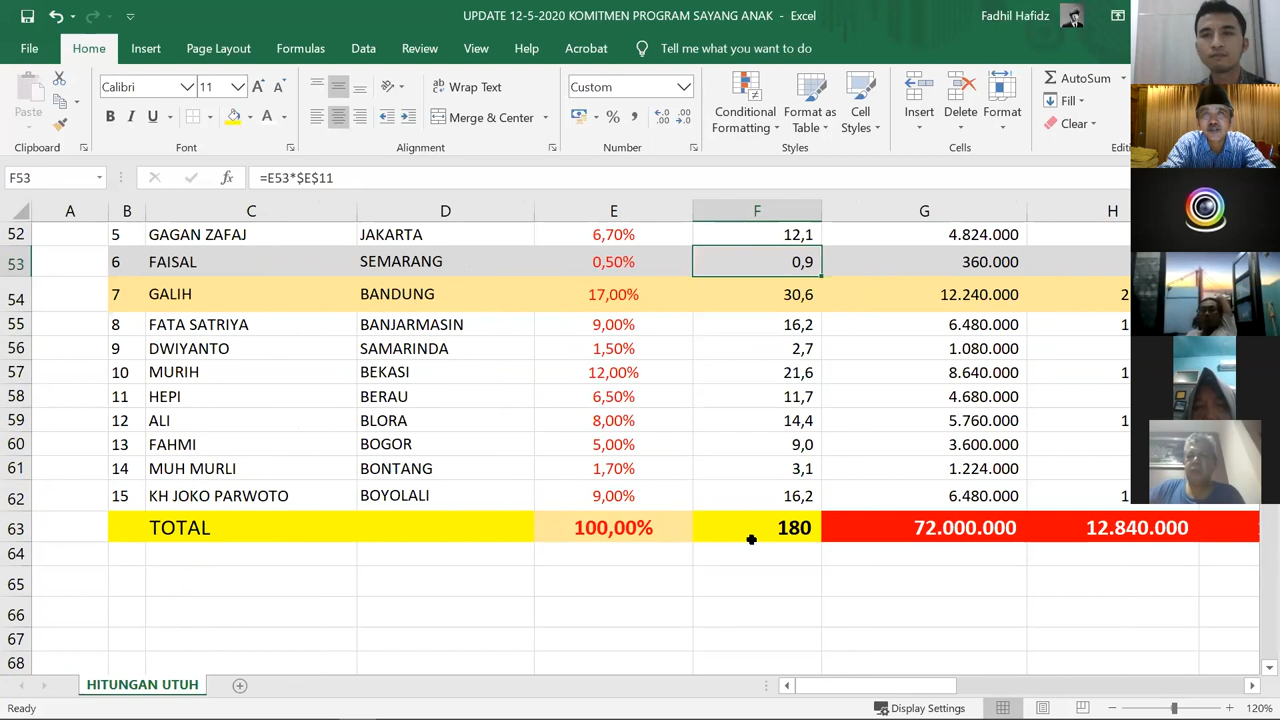 UPDATE 12-5-2020 KOMITMEN PROGRAM SAYANG ANAK - Excel
Fadhil Hafidz
File Home Insert Page Layout Formulas Data Review View Help Acrobat Tell me what you want to do
Paste
Calibri 11
B I U
A A
A
Wrap Text
Merge & Center
Custom
% ,
Conditional Formatting
Format as Table
Cell Styles
Insert Delete Format
AutoSum
Fill
Clear
Clipboard Font Alignment Number Styles Cells Editi
F53 fx =E53*$E$11
A B C D E F G H
52 5 GAGAN ZAFAJ JAKARTA 6,70% 12,1 4.824.000
53 6 FAISAL SEMARANG 0,50% 0,9 360.000
54 7 GALIH BANDUNG 17,00% 30,6 12.240.000 2
55 8 FATA SATRIYA BANJARMASIN 9,00% 16,2 6.480.000 1
56 9 DWIYANTO SAMARINDA 1,50% 2,7 1.080.000
57 10 MURIH BEKASI 12,00% 21,6 8.640.000 1
58 11 HEPI BERAU 6,50% 11,7 4.680.000
59 12 ALI BLORA 8,00% 14,4 5.760.000 1
60 13 FAHMI BOGOR 5,00% 9,0 3.600.000
61 14 MUH MURLI BONTANG 1,70% 3,1 1.224.000
62 15 KH JOKO PARWOTO BOYOLALI 9,00% 16,2 6.480.000 1
63 TOTAL 100,00% 180 72.000.000 12.840.000
64
65
66
67
68
HITUNGAN UTUH
Ready Display Settings 120%